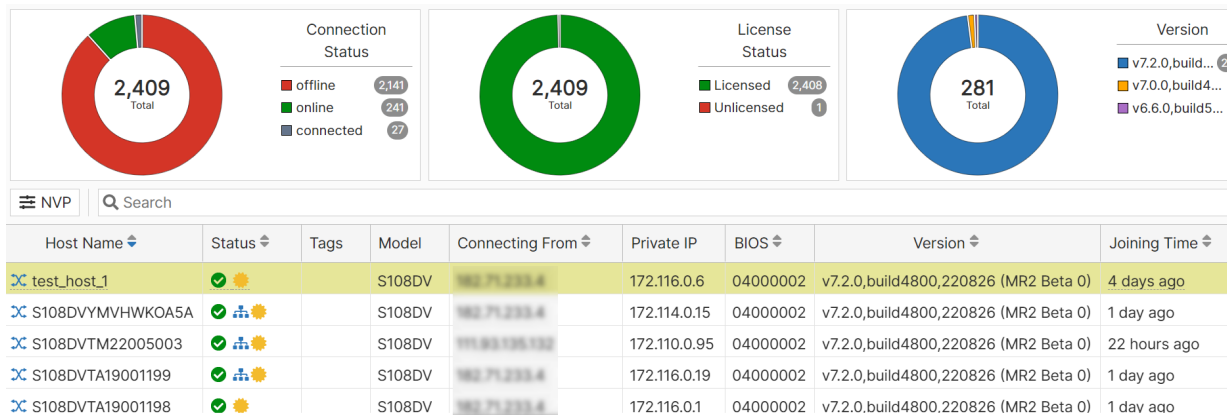 Connection Status
2,409
Total
offline 2,141
online 241
connected 27
License Status
2,409
Total
Licensed 2,408
Unlicensed 1
Version
281
Total
v7.2.0,build...
v7.0.0,build4...
v6.6.0,build5...
NVP Search
Host Name Status Tags Model Connecting From Private IP BIOS Version Joining Time
test_host_1 S108DV 172.116.0.6 04000002 v7.2.0,build4800,220826 (MR2 Beta 0) 4 days ago
S108DVYMVHWKOA5A S108DV 172.114.0.15 04000002 v7.2.0,build4800,220826 (MR2 Beta 0) 1 day ago
S108DVTM22005003 S108DV 172.110.0.95 04000002 v7.2.0,build4800,220826 (MR2 Beta 0) 22 hours ago
S108DVTA19001199 S108DV 172.116.0.19 04000002 v7.2.0,build4800,220826 (MR2 Beta 0) 1 day ago
S108DVTA19001198 S108DV 172.116.0.1 04000002 v7.2.0,build4800,220826 (MR2 Beta 0) 1 day ago